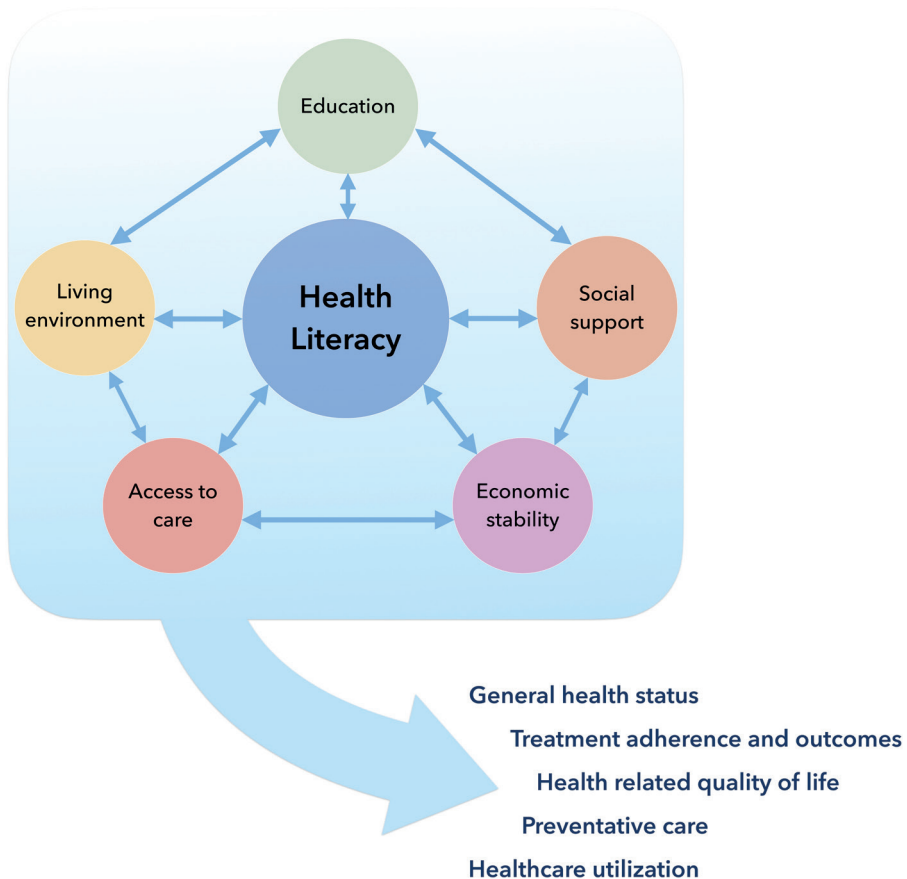 Education
Living
environment
Health
Literacy
Social
support
Access to
care
Economic
stability
General health status
Treatment adherence and outcomes
Health related quality of life
Preventative care
Healthcare utilization